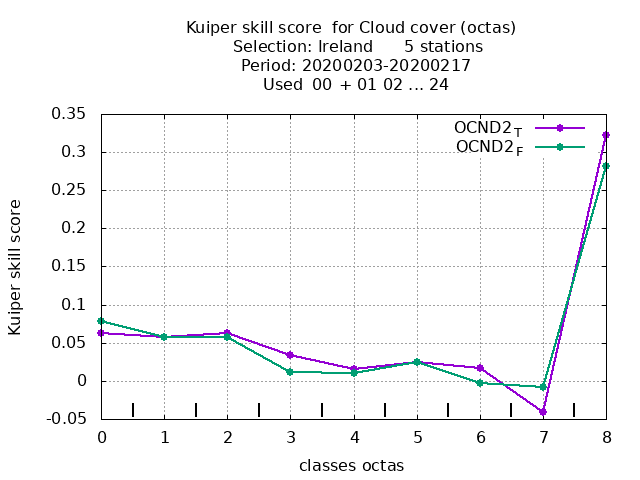 Kuiper skill score  for Cloud cover (octas)
Selection: Ireland      5 stations
Period: 20200203-20200217
Used  00 + 01 02 ... 24
OCND2T
OCND2F
Kuiper skill score
0.35
0.3
0.25
0.2
0.15
0.1
0.05
0
-0.05
0 1 2 3 4 5 6 7 8
classes octas